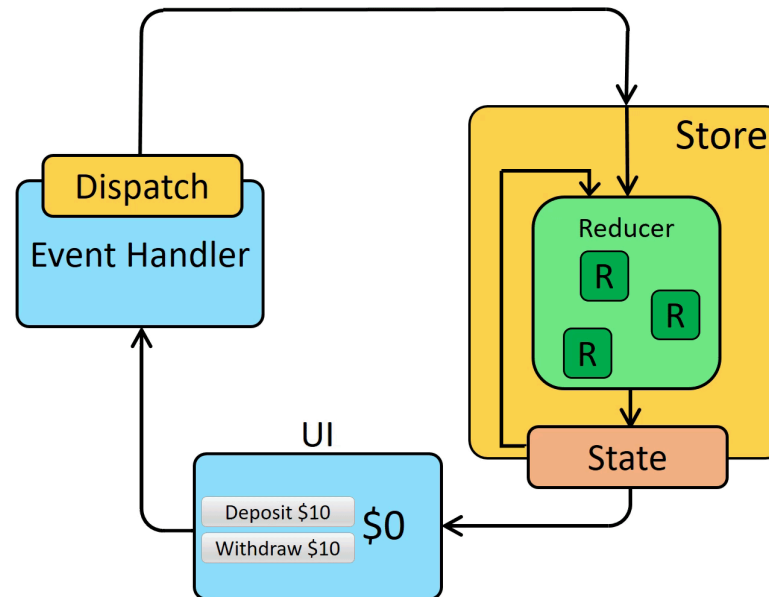 Store
Dispatch
Event Handler
Reducer
R
R
R
State
UI
Deposit $10
Withdraw $10
$0